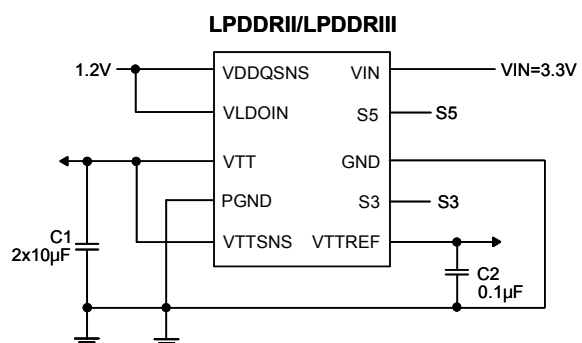 LPDDRII/LPDDRIII
1.2V
VDDQSNS
VIN
VIN=3.3V
VLDOIN
S5
S5
VTT
GND
PGND
S3
S3
C1
2x10µF
VTTSNS
VTTREF
C2
0.1µF